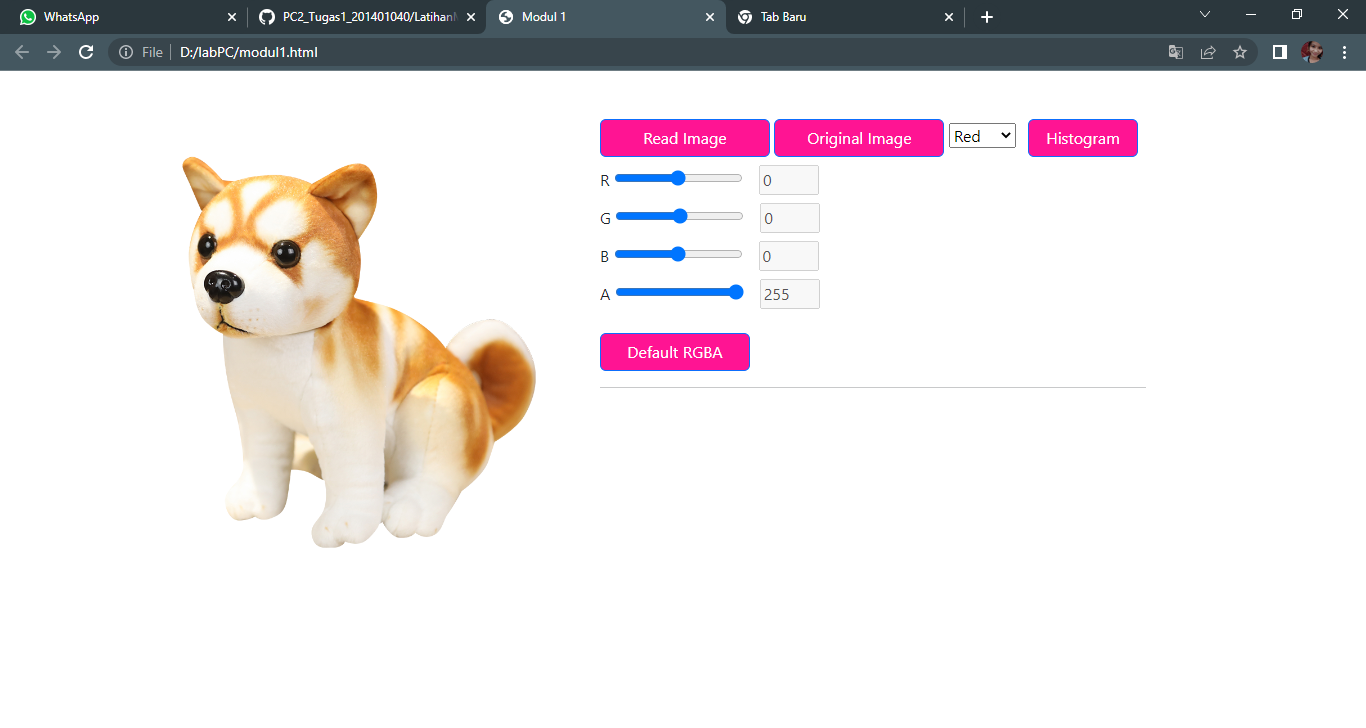 WhatsApp
PC2_Tugas1_201401040/Latihan
Modul 1
Tab Baru
File
D:/labPC/modul1.html
Read Image
Original Image
Red
Histogram
R
0
G
0
B
0
A
255
Default RGBA